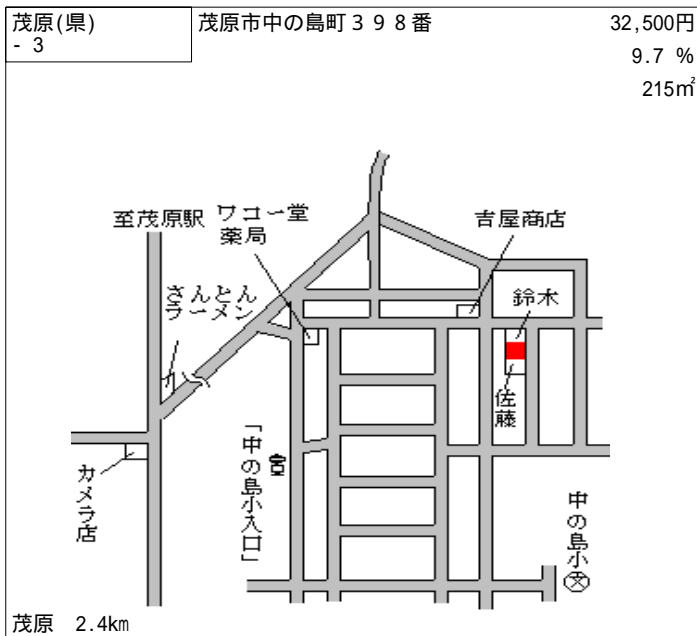 茂原(県)
- 3
茂原市中の島町３９８番
32,500円
9.7 %
215㎡
至茂原駅
ワコー堂
薬局
吉屋商店
さんとん
ラーメン
鈴木
佐藤
カメラ店
「中の島小入口」
中の島小
文
茂原 2.4km